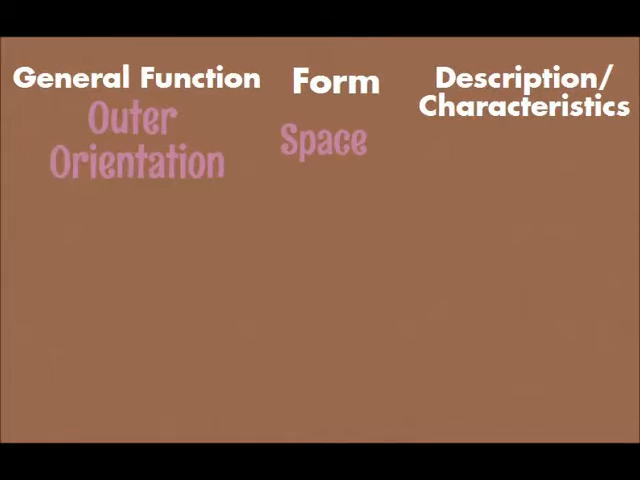 General Function Form Description/
Characteristics
Outer
Orientation
Space